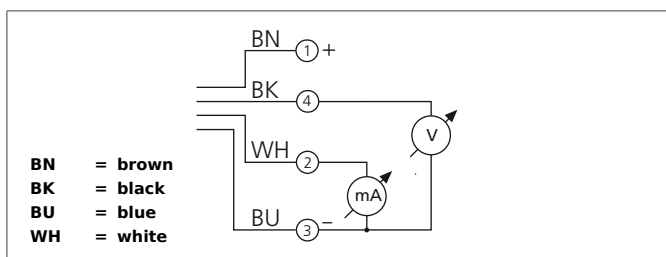 BN 1 +
BK 4
V
WH 2
mA
BU 3 −
BN = brown
BK = black
BU = blue
WH = white